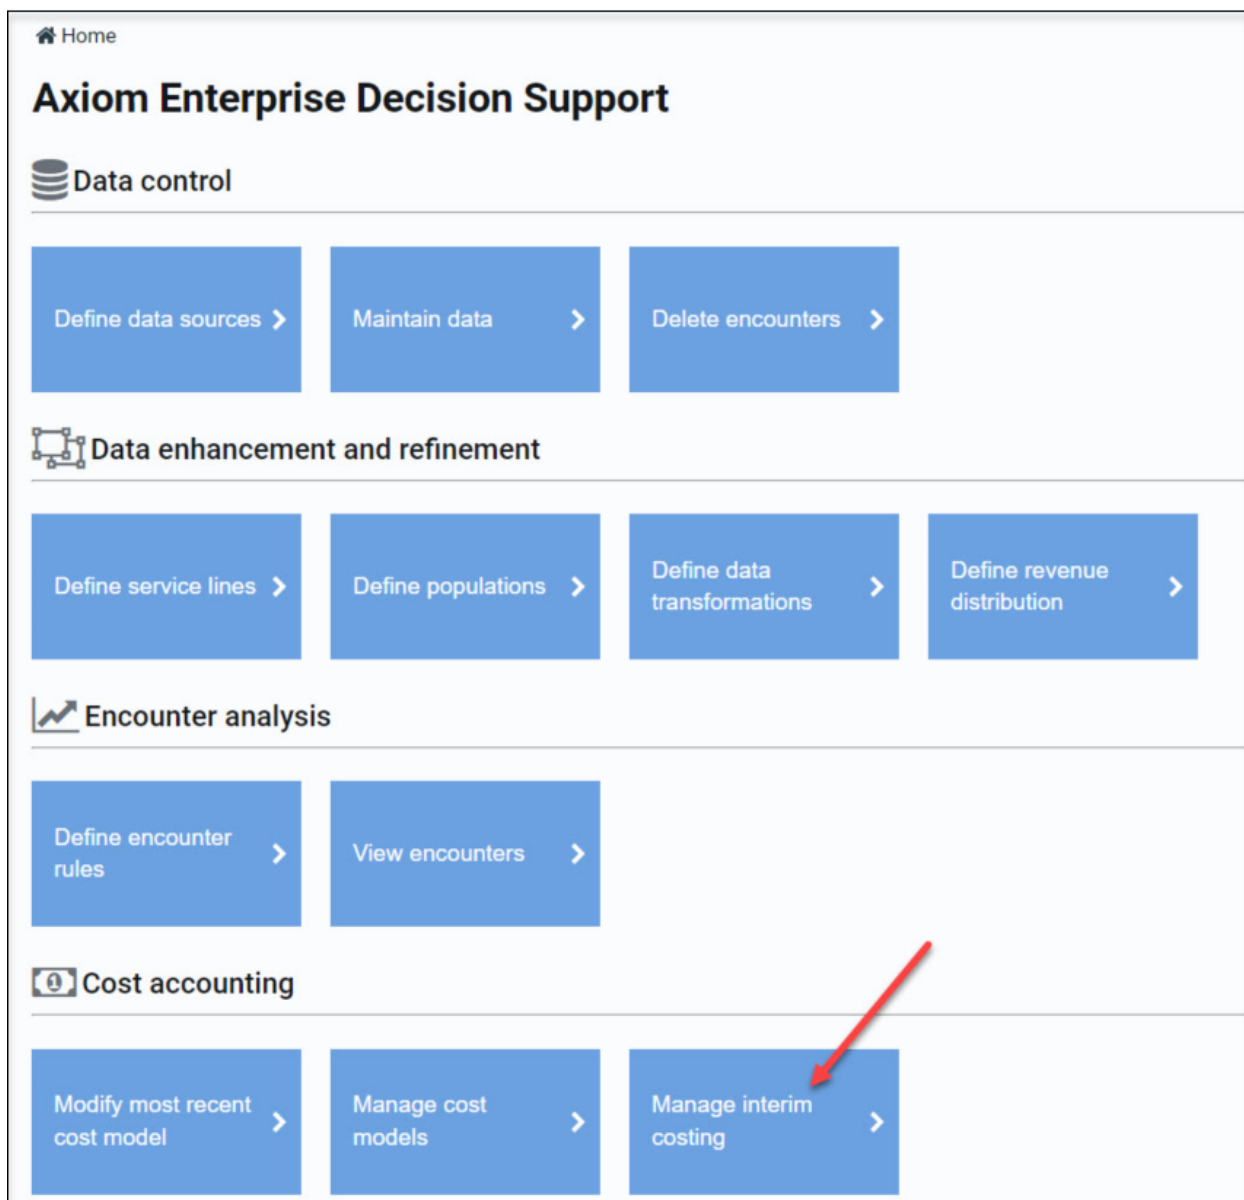 Home
Axiom Enterprise Decision Support
Data control
Define data sources
Maintain data
Delete encounters
Data enhancement and refinement
Define service lines
Define populations
Define data
transformations
Define revenue
distribution
Encounter analysis
Define encounter
rules
View encounters
Cost accounting
Modify most recent
cost model
Manage cost
models
Manage interim
costing